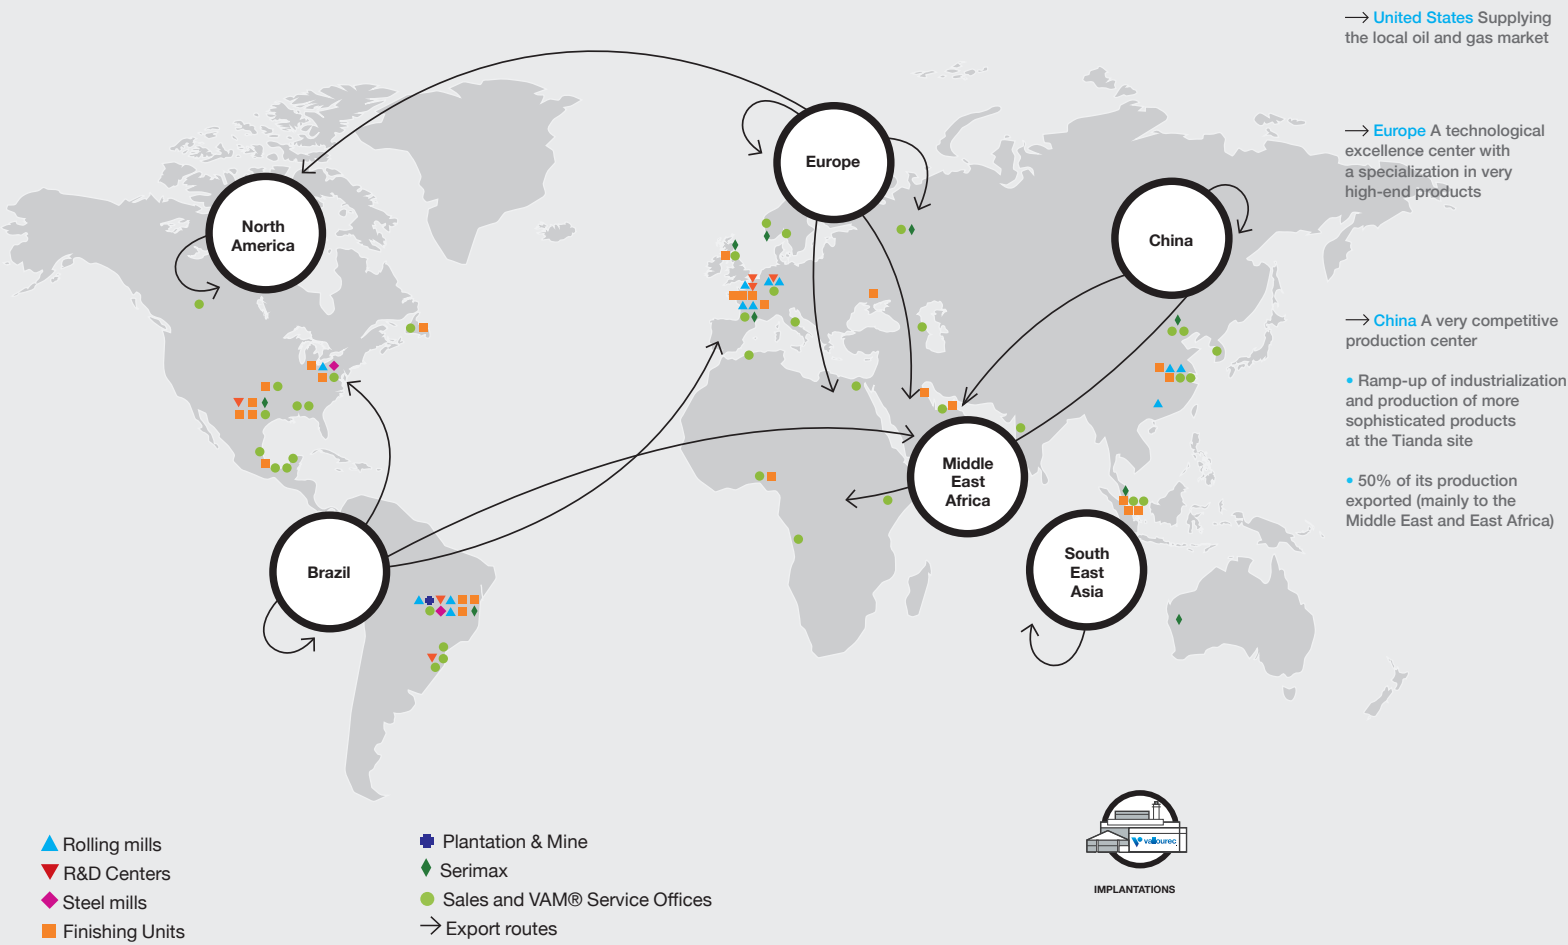 → United States Supplying
the local oil and gas market
→ Europe A technological
excellence center with
a specialization in very
high-end products
→ China A very competitive
production center
• Ramp-up of industrialization
and production of more
sophisticated products
at the Tianda site
• 50% of its production
exported (mainly to the
Middle East and East Africa)
Europe
North
America
China
Middle
East
Africa
Brazil
South
East
Asia
Rolling mills
R&D Centers
Steel mills
Finishing Units
Plantation & Mine
Serimax
Sales and VAM® Service Offices
Export routes
vallourec
IMPLANTATIONS